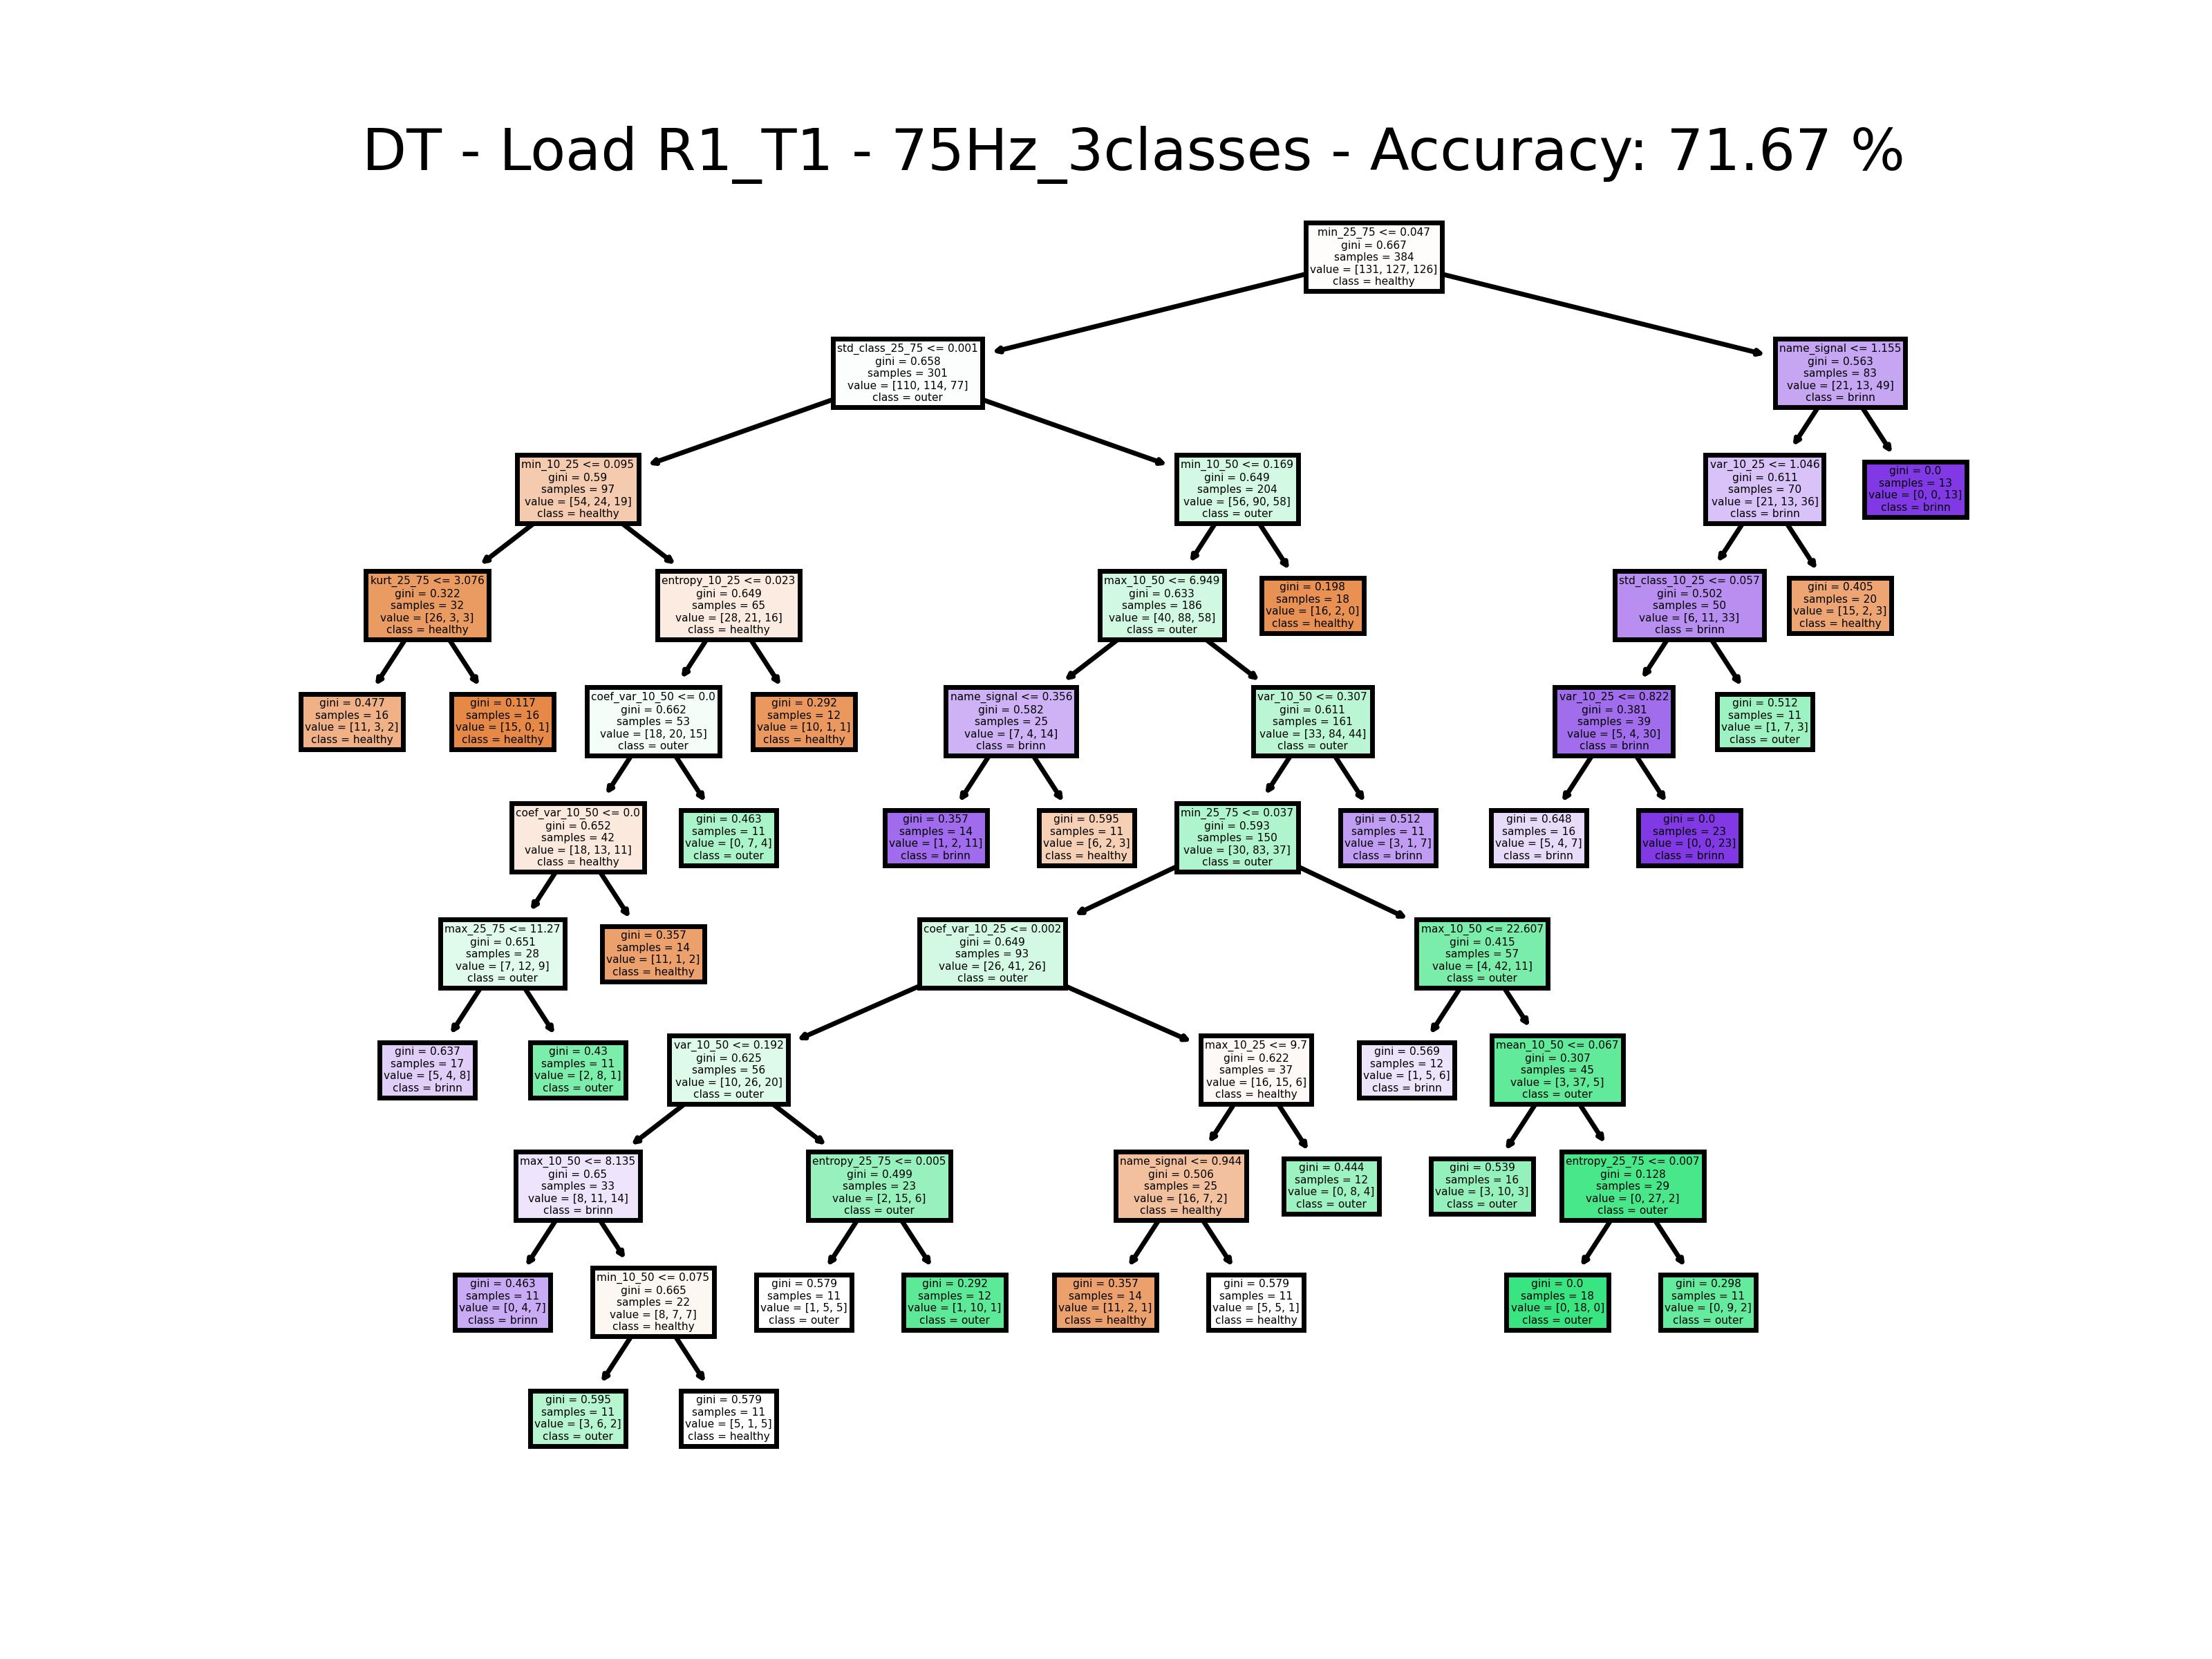 DT - Load R1_T1 - 75Hz_3classes - Accuracy: 71.67 %
min_25_75 <= 0.047
gini = 0.667
samples = 384
value = [131, 127, 126]
class = healthy
std_class_25_75 <= 0.001
gini = 0.658
samples = 301
value = [110, 114, 77]
class = outer
name_signal <= 1.155
gini = 0.563
samples = 83
value = [21, 13, 49]
class = brinn
min_10_25 <= 0.095
gini = 0.59
samples = 97
value = [54, 24, 19]
class = healthy
min_10_50 <= 0.169
gini = 0.649
samples = 204
value = [56, 90, 58]
class = outer
var_10_25 <= 1.046
gini = 0.611
samples = 70
value = [21, 13, 36]
class = brinn
gini = 0.0
samples = 13
value = [0, 0, 13]
class = brinn
kurt_25_75 <= 3.076
gini = 0.322
samples = 32
value = [26, 3, 3]
class = healthy
entropy_10_25 <= 0.023
gini = 0.649
samples = 65
value = [28, 21, 16]
class = healthy
max_10_50 <= 6.949
gini = 0.633
samples = 186
value = [40, 88, 58]
class = outer
gini = 0.198
samples = 18
value = [16, 2, 0]
class = healthy
std_class_10_25 <= 0.057
gini = 0.502
samples = 50
value = [6, 11, 33]
class = brinn
gini = 0.405
samples = 20
value = [15, 2, 3]
class = healthy
gini = 0.477
samples = 16
value = [11, 3, 2]
class = healthy
gini = 0.117
samples = 16
value = [15, 0, 1]
class = healthy
coef_var_10_50 <= 0.0
gini = 0.662
samples = 53
value = [18, 20, 15]
class = outer
gini = 0.292
samples = 12
value = [10, 1, 1]
class = healthy
name_signal <= 0.356
gini = 0.582
samples = 25
value = [7, 4, 14]
class = brinn
var_10_50 <= 0.307
gini = 0.611
samples = 161
value = [33, 84, 44]
class = outer
var_10_25 <= 0.822
gini = 0.381
samples = 39
value = [5, 4, 30]
class = brinn
gini = 0.512
samples = 11
value = [1, 7, 3]
class = outer
coef_var_10_50 <= 0.0
gini = 0.652
samples = 42
value = [18, 13, 11]
class = healthy
gini = 0.463
samples = 11
value = [0, 7, 4]
class = outer
gini = 0.357
samples = 14
value = [1, 2, 11]
class = brinn
gini = 0.595
samples = 11
value = [6, 2, 3]
class = healthy
min_25_75 <= 0.037
gini = 0.593
samples = 150
value = [30, 83, 37]
class = outer
gini = 0.512
samples = 11
value = [3, 1, 7]
class = brinn
gini = 0.648
samples = 16
value = [5, 4, 7]
class = brinn
gini = 0.0
samples = 23
value = [0, 0, 23]
class = brinn
max_25_75 <= 11.27
gini = 0.651
samples = 28
value = [7, 12, 9]
class = outer
gini = 0.357
samples = 14
value = [11, 1, 2]
class = healthy
coef_var_10_25 <= 0.002
gini = 0.649
samples = 93
value = [26, 41, 26]
class = outer
max_10_50 <= 22.607
gini = 0.415
samples = 57
value = [4, 42, 11]
class = outer
gini = 0.637
samples = 17
value = [5, 4, 8]
class = brinn
gini = 0.43
samples = 11
value = [2, 8, 1]
class = outer
var_10_50 <= 0.192
gini = 0.625
samples = 56
value = [10, 26, 20]
class = outer
max_10_25 <= 9.7
gini = 0.622
samples = 37
value = [16, 15, 6]
class = healthy
gini = 0.569
samples = 12
value = [1, 5, 6]
class = brinn
mean_10_50 <= 0.067
gini = 0.307
samples = 45
value = [3, 37, 5]
class = outer
max_10_50 <= 8.135
gini = 0.65
samples = 33
value = [8, 11, 14]
class = brinn
entropy_25_75 <= 0.005
gini = 0.499
samples = 23
value = [2, 15, 6]
class = outer
name_signal <= 0.944
gini = 0.506
samples = 25
value = [16, 7, 2]
class = healthy
gini = 0.444
samples = 12
value = [0, 8, 4]
class = outer
gini = 0.539
samples = 16
value = [3, 10, 3]
class = outer
entropy_25_75 <= 0.007
gini = 0.128
samples = 29
value = [0, 27, 2]
class = outer
gini = 0.463
samples = 11
value = [0, 4, 7]
class = brinn
min_10_50 <= 0.075
gini = 0.665
samples = 22
value = [8, 7, 7]
class = healthy
gini = 0.579
samples = 11
value = [1, 5, 5]
class = outer
gini = 0.292
samples = 12
value = [1, 10, 1]
class = outer
gini = 0.357
samples = 14
value = [11, 2, 1]
class = healthy
gini = 0.579
samples = 11
value = [5, 5, 1]
class = healthy
gini = 0.0
samples = 18
value = [0, 18, 0]
class = outer
gini = 0.298
samples = 11
value = [0, 9, 2]
class = outer
gini = 0.595
samples = 11
value = [3, 6, 2]
class = outer
gini = 0.579
samples = 11
value = [5, 1, 5]
class = healthy